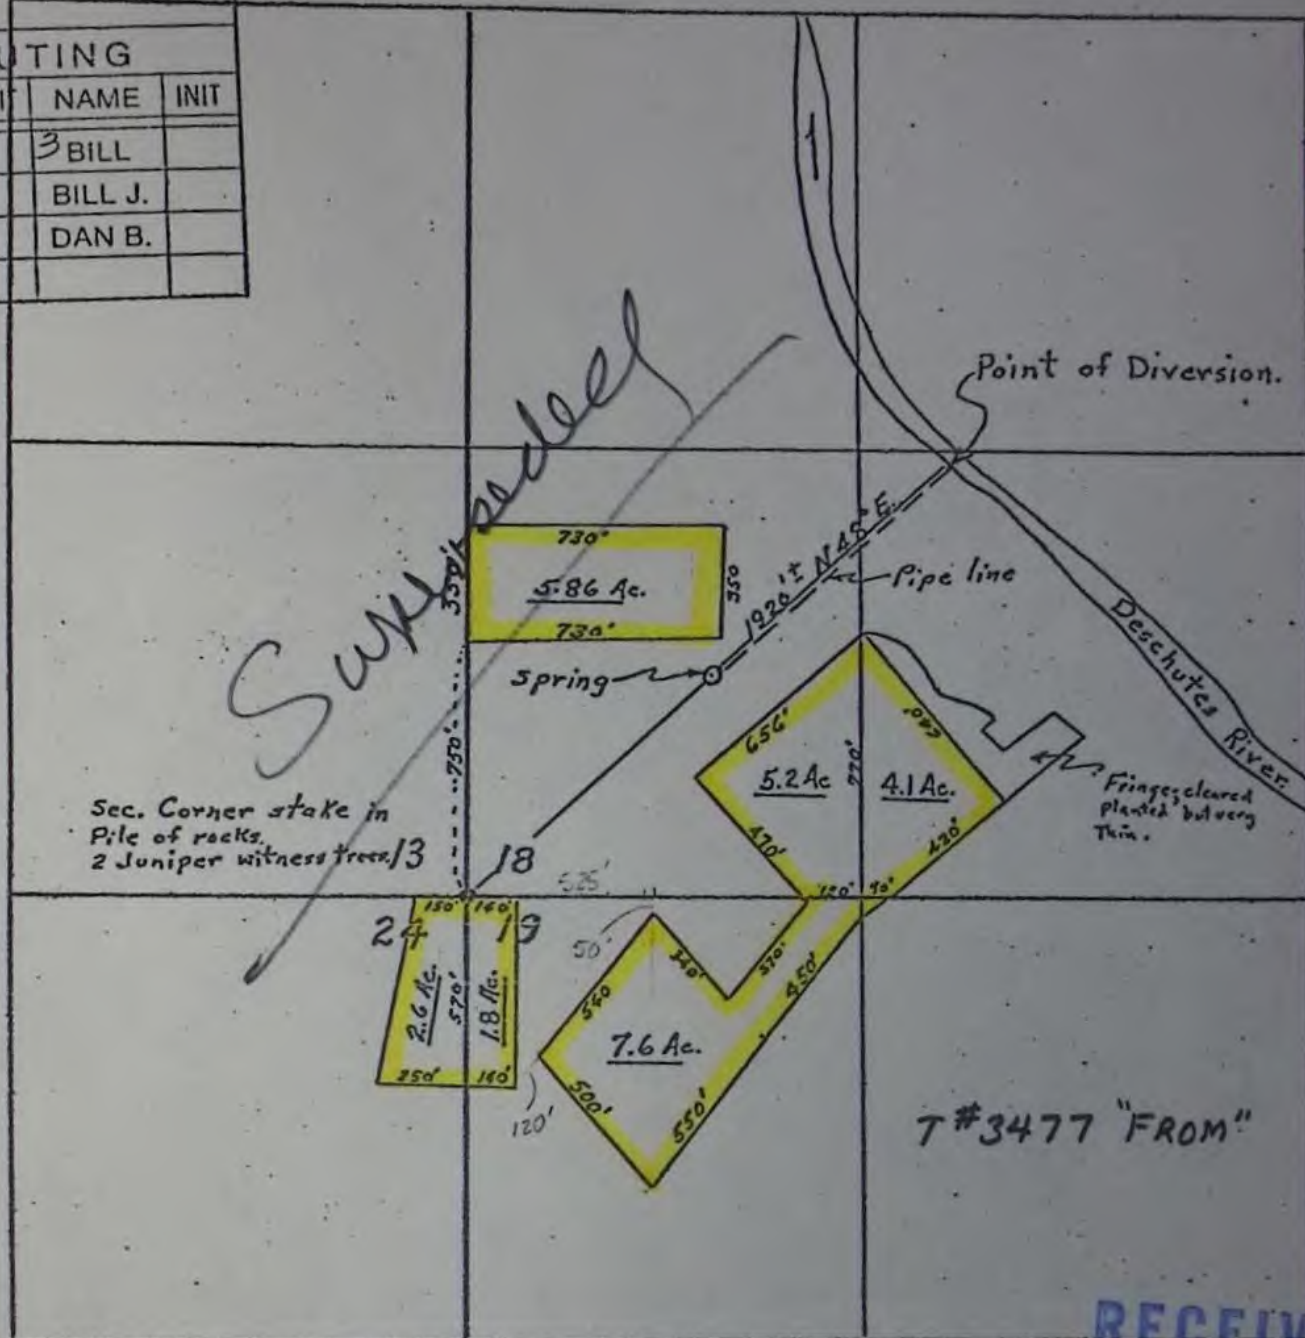 UTING
NAME INIT
3 BILL
BILL J.
DAN B.
Superseded
1
Point of Diversion.
1920'± N 45° E.
Pipe line
Deschutes River.
730'
350'
5.86 Ac.
350
730'
Spring
750'
656'
640'
5.2 Ac
770'
4.1 Ac.
470'
420'
120'
90'
Fringe, cleared
planted but very
Thin.
Sec. Corner stake in
Pile of rocks.
2 Juniper witness trees.
13
18
24
19
525'
50'
150'
160'
2.6 Ac.
570'
1.8 Ac.
250'
160'
340'
370'
450'
560
7.6 Ac.
500'
550'
120'
T #3477 "FROM"
RECEIV